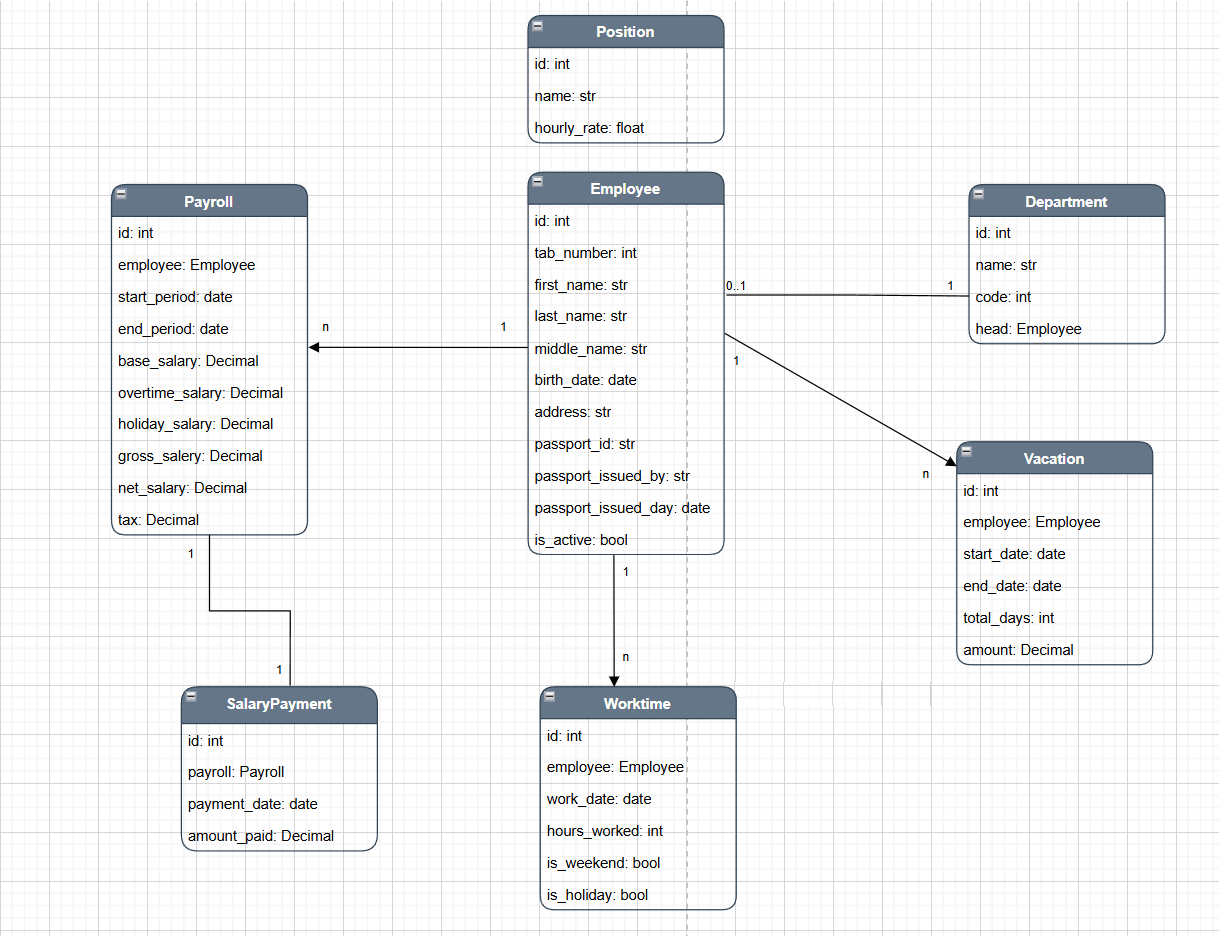 Position
id: int
name: str
hourly_rate: float
Payroll
id: int
employee: Employee
start_period: date
end_period: date
base_salary: Decimal
overtime_salary: Decimal
holiday_salary: Decimal
gross_salery: Decimal
net_salary: Decimal
tax: Decimal
n
1
Employee
id: int
tab_number: int
first_name: str
last_name: str
middle_name: str
birth_date: date
address: str
passport_id: str
passport_issued_by: str
passport_issued_day: date
is_active: bool
0..1
1
Department
id: int
name: str
code: int
head: Employee
1
n
Vacation
id: int
employee: Employee
start_date: date
end_date: date
total_days: int
amount: Decimal
1
1
SalaryPayment
id: int
payroll: Payroll
payment_date: date
amount_paid: Decimal
1
n
Worktime
id: int
employee: Employee
work_date: date
hours_worked: int
is_weekend: bool
is_holiday: bool